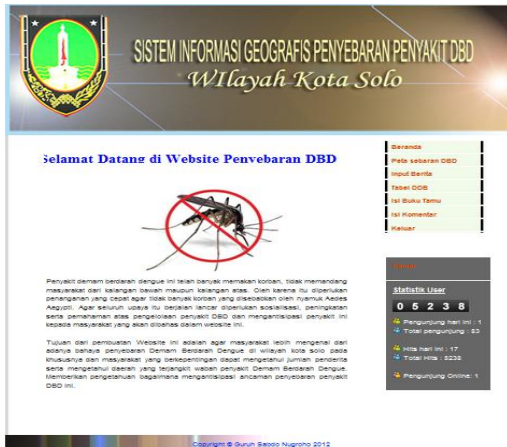 SISTEM INFORMASI GEOGRAFIS PENYEBARAN PENYAKIT DBD
WIlayah Kota Solo
Selamat Datang di Website Penyebaran DBD
Beranda
Peta sebaran DBD
Input Berita
Tabel DDB
Isi Buku Tamu
Isi Komentar
Keluar
Penyakit demam berdarah dengue ini telah banyak memakan korban, tidak memandang
masyarakat dari kalangan bawah maupun kalangan atas. Oleh karena itu diperlukan
penanganan yang cepat agar tidak banyak korban yang disebabkan oleh nyamuk Aedes
Aegypti. Agar seluruh upaya itu berjalan lancar diperlukan sosialisasi, peningkatan
serta pemahaman atas pengelolaan penyakit DBD dan mengantisipasi penyakit ini
kepada masyarakat yang akan dibahas dalam website ini.
Tujuan dari pembuatan Website ini adalah agar masyarakat lebih mengenal dari
adanya bahaya penyebaran Demam Berdarah Dengue di wilayah kota solo pada
khususnya dan masyarakat yang berkepentingan dapat mengetahui jumlah penderita
serta mengetahui daerah yang terjangkit wabah penyakit Demam Berdarah Dengue.
Memberikan pengetahuan bagaimana mengantisipasi ancaman penyebaran penyakit
DBD ini.
Statistik User
05238
Pengunjung hari ini : 1
Total pengunjung : 83
Hits hari ini : 17
Total Hits : 5238
Pengunjung Online: 1
Copyright © Guruh Sabdo Nugroho 2012